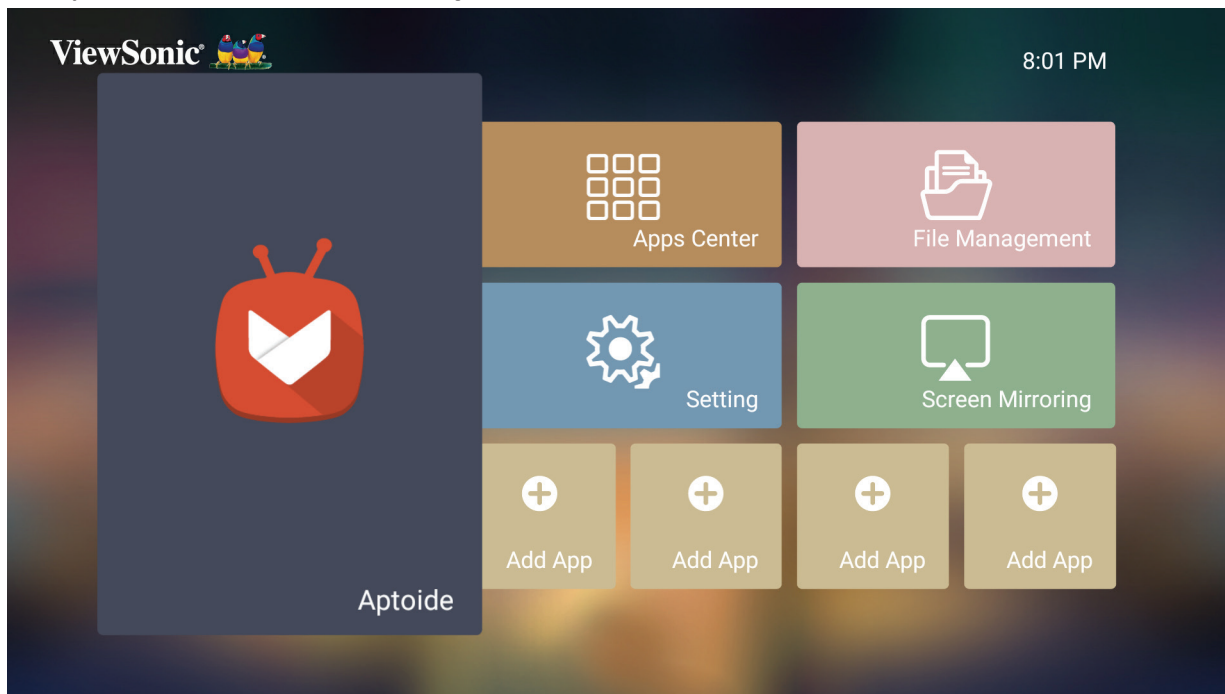 ViewSonic®
8:01 PM
Apps Center
File Management
Setting
Screen Mirroring
Add App
Add App
Add App
Add App
Aptoide